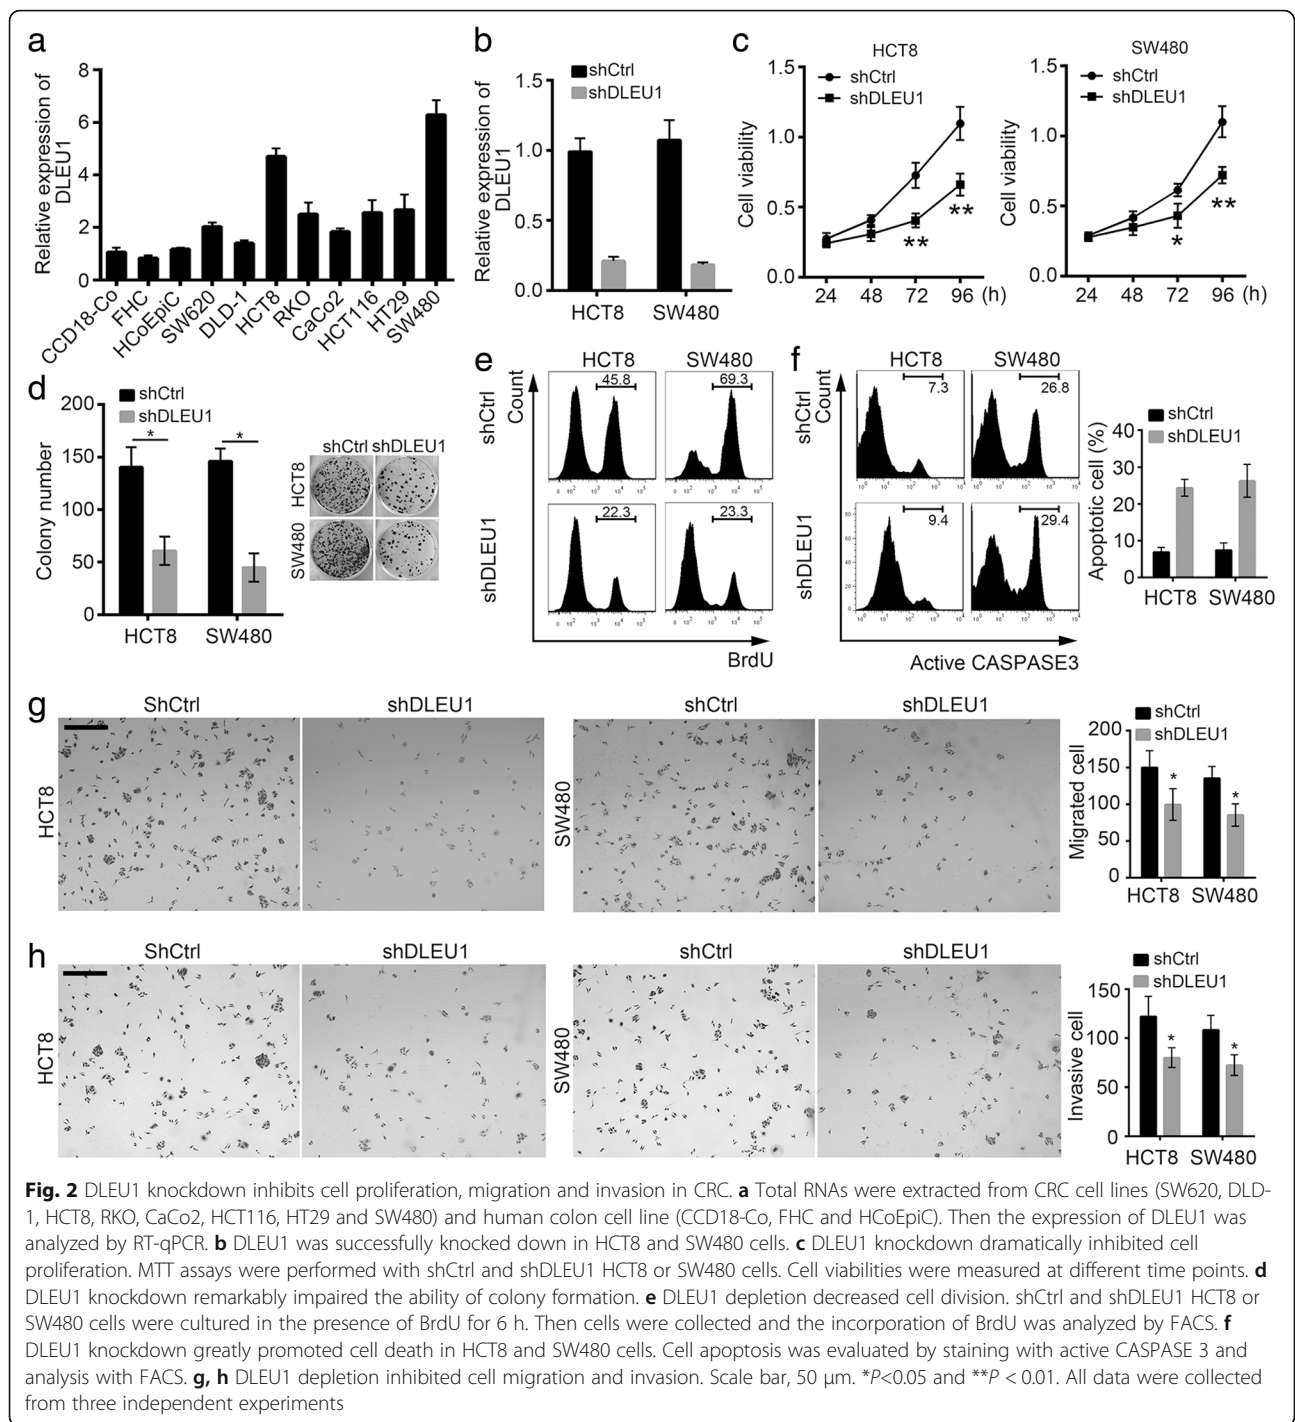 a
Relative expression of
DLEU1
8
6
4
2
0
CCD18-Co
FHC
HCoEpiC
SW620
DLD-1
HCT8
RKO
CaCo2
HCT116
HT29
SW480
b
shCtrl
shDLEU1
Relative expression of
DLEU1
1.5
1.0
0.5
0.0
HCT8 SW480
c
HCT8
shCtrl
shDLEU1
Cell viability
1.5
1.0
0.5
0.0
**
**
24 48 72 96 (h)
SW480
shCtrl
shDLEU1
Cell viability
1.5
1.0
0.5
0.0
*
**
24 48 72 96 (h)
d
shCtrl
shDLEU1
Colony number
200
150
100
50
0
* *
HCT8 SW480
shCtrl shDLEU1
HCT8
SW480
e
HCT8 SW480
Count
shCtrl
45.8 69.3
shDLEU1
22.3 23.3
BrdU
f
HCT8 SW480
Count
shCtrl
7.3 26.8
shDLEU1
9.4 29.4
Active CASPASE3
shCtrl
shDLEU1
Apoptotic cell (%)
40
30
20
10
0
HCT8 SW480
g
ShCtrl shDLEU1 shCtrl shDLEU1
HCT8
SW480
shCtrl
shDLEU1
Migrated cell
200
150
100
50
0
* *
HCT8 SW480
h
ShCtrl shDLEU1 shCtrl shDLEU1
HCT8
SW480
shCtrl
shDLEU1
Invasive cell
150
100
50
0
* *
HCT8 SW480
Fig. 2 DLEU1 knockdown inhibits cell proliferation, migration and invasion in CRC. a Total RNAs were extracted from CRC cell lines (SW620, DLD-
1, HCT8, RKO, CaCo2, HCT116, HT29 and SW480) and human colon cell line (CCD18-Co, FHC and HCoEpiC). Then the expression of DLEU1 was
analyzed by RT-qPCR. b DLEU1 was successfully knocked down in HCT8 and SW480 cells. c DLEU1 knockdown dramatically inhibited cell
proliferation. MTT assays were performed with shCtrl and shDLEU1 HCT8 or SW480 cells. Cell viabilities were measured at different time points. d
DLEU1 knockdown remarkably impaired the ability of colony formation. e DLEU1 depletion decreased cell division. shCtrl and shDLEU1 HCT8 or
SW480 cells were cultured in the presence of BrdU for 6 h. Then cells were collected and the incorporation of BrdU was analyzed by FACS. f
DLEU1 knockdown greatly promoted cell death in HCT8 and SW480 cells. Cell apoptosis was evaluated by staining with active CASPASE 3 and
analysis with FACS. g, h DLEU1 depletion inhibited cell migration and invasion. Scale bar, 50 μm. *P<0.05 and **P < 0.01. All data were collected
from three independent experiments